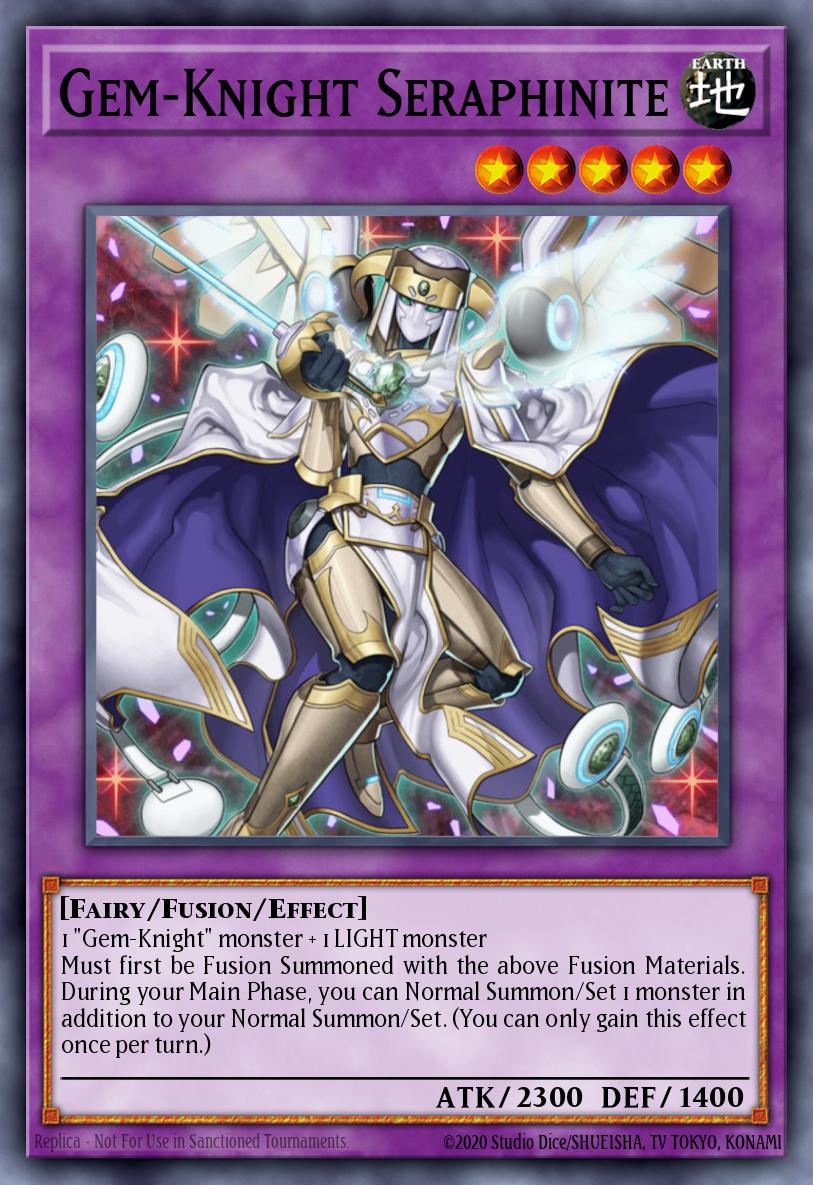 Gem-Knight Seraphinite
EARTH
地
[Fairy/Fusion/Effect]
1 "Gem-Knight" monster + 1 LIGHT monster
Must first be Fusion Summoned with the above Fusion Materials.
During your Main Phase, you can Normal Summon/Set 1 monster in
addition to your Normal Summon/Set. (You can only gain this effect
once per turn.)
ATK/2300 DEF/1400
Replica - Not For Use in Sanctioned Tournaments.
©2020 Studio Dice/SHUEISHA, TV TOKYO, KONAMI